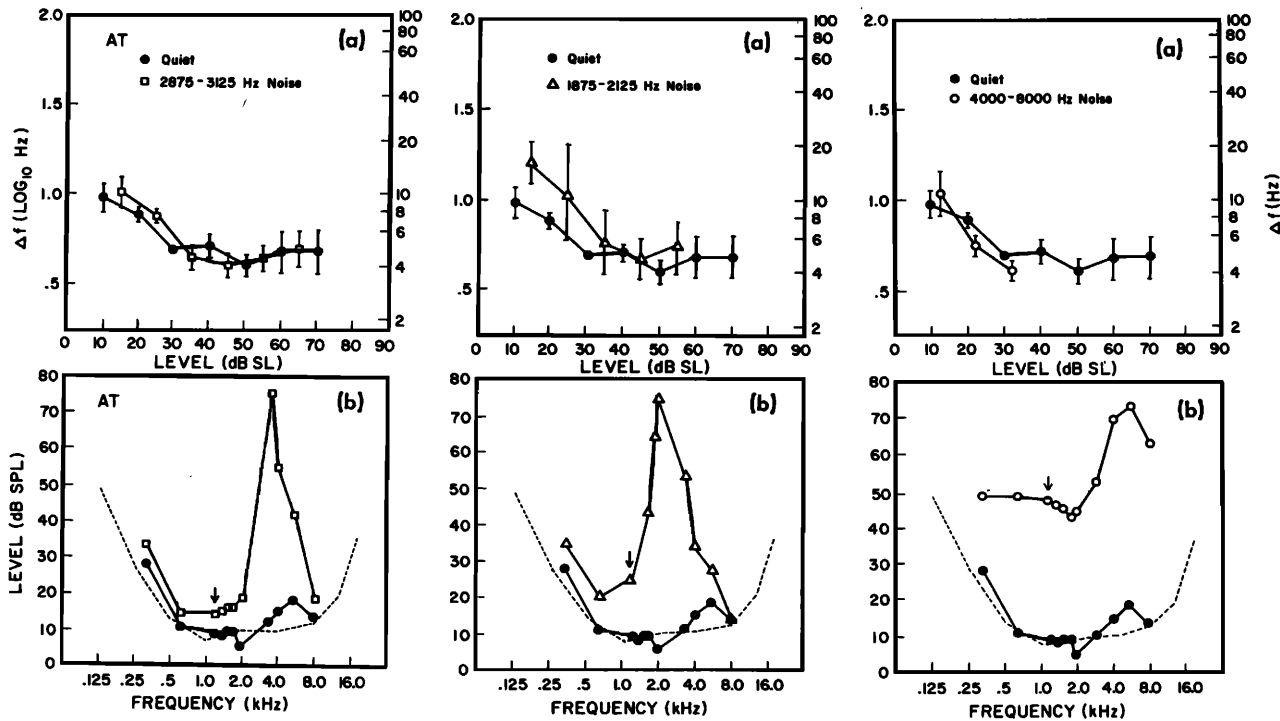 AT
(a)
Quiet
2875-3125 Hz Noise
2.0
1.5
1.0
.5
Δf (LOG10 Hz)
100
80
60
40
20
10
8
6
4
2
0 10 20 30 40 50 60 70 80 90
LEVEL (dB SL)
(a)
Quiet
1875-2125 Hz Noise
2.0
1.5
1.0
.5
100
80
60
40
20
10
8
6
4
2
0 10 20 30 40 50 60 70 80 90
LEVEL (dB SL)
(a)
Quiet
4000-8000 Hz Noise
2.0
1.5
1.0
.5
100
80
60
40
20
10
8
6
4
2
Δf (Hz)
0 10 20 30 40 50 60 70 80 90
LEVEL (dB SL)
AT
(b)
80
70
60
50
40
30
20
10
0
LEVEL (dB SPL)
.125 .25 .5 1.0 2.0 4.0 8.0 16.0
FREQUENCY (kHz)
(b)
80
70
60
50
40
30
20
10
0
.125 .25 .5 1.0 2.0 4.0 8.0 16.0
FREQUENCY (kHz)
(b)
80
70
60
50
40
30
20
10
0
.125 .25 .5 1.0 2.0 4.0 8.0 16.0
FREQUENCY (kHz)